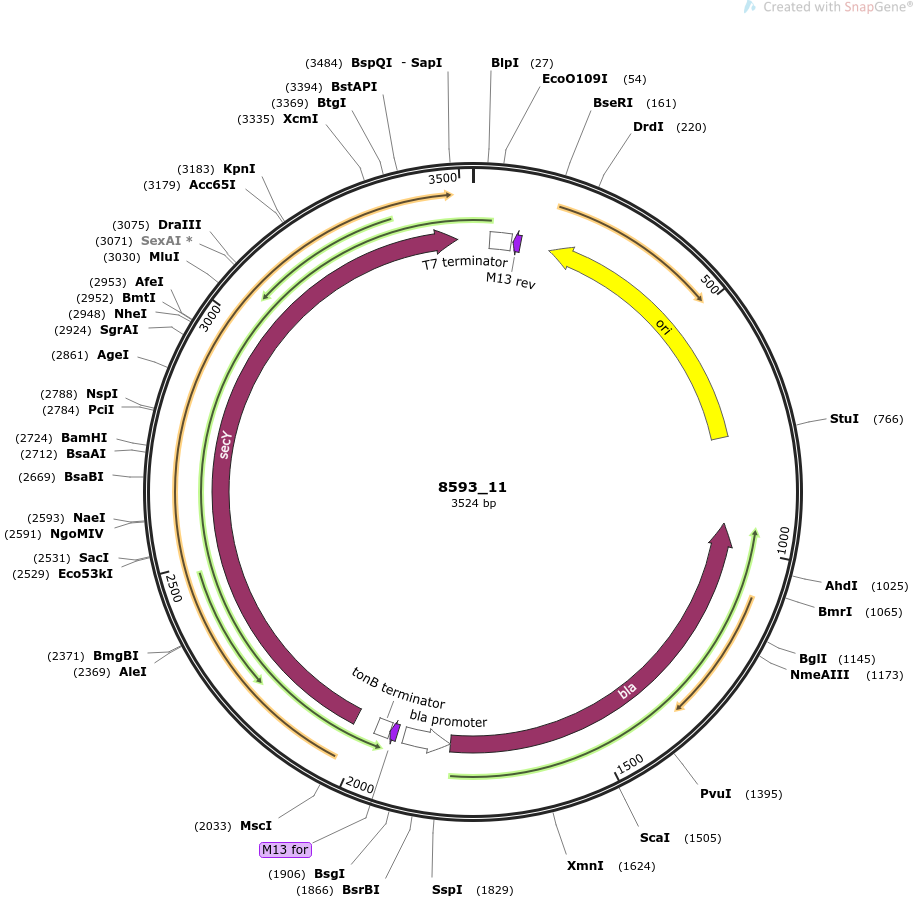 Created with SnapGene®
(3484) BspQI - SapI
(3394) BstAPI
(3369) BtgI
(3335) XcmI
(3183) KpnI
(3179) Acc65I
(3075) DraIII
(3071) SexAI *
(3030) MluI
(2953) AfeI
(2952) BmtI
(2948) NheI
(2924) SgrAI
(2861) AgeI
(2788) NspI
(2784) PciI
(2724) BamHI
(2712) BsaAI
(2669) BsaBI
(2593) NaeI
(2591) NgoMIV
(2531) SacI
(2529) Eco53kI
(2371) BmgBI
(2369) AleI
(2033) MscI
M13 for
(1906) BsgI
(1866) BsrBI
BlpI (27)
EcoO109I (54)
BseRI (161)
DrdI (220)
StuI (766)
AhdI (1025)
BmrI (1065)
BglI (1145)
NmeAIII (1173)
PvuI (1395)
ScaI (1505)
XmnI (1624)
SspI (1829)
3500
500
1000
1500
2000
2500
3000
T7 terminator
M13 rev
ori
secY
8593_11
3524 bp
tonB terminator
bla promoter
bla